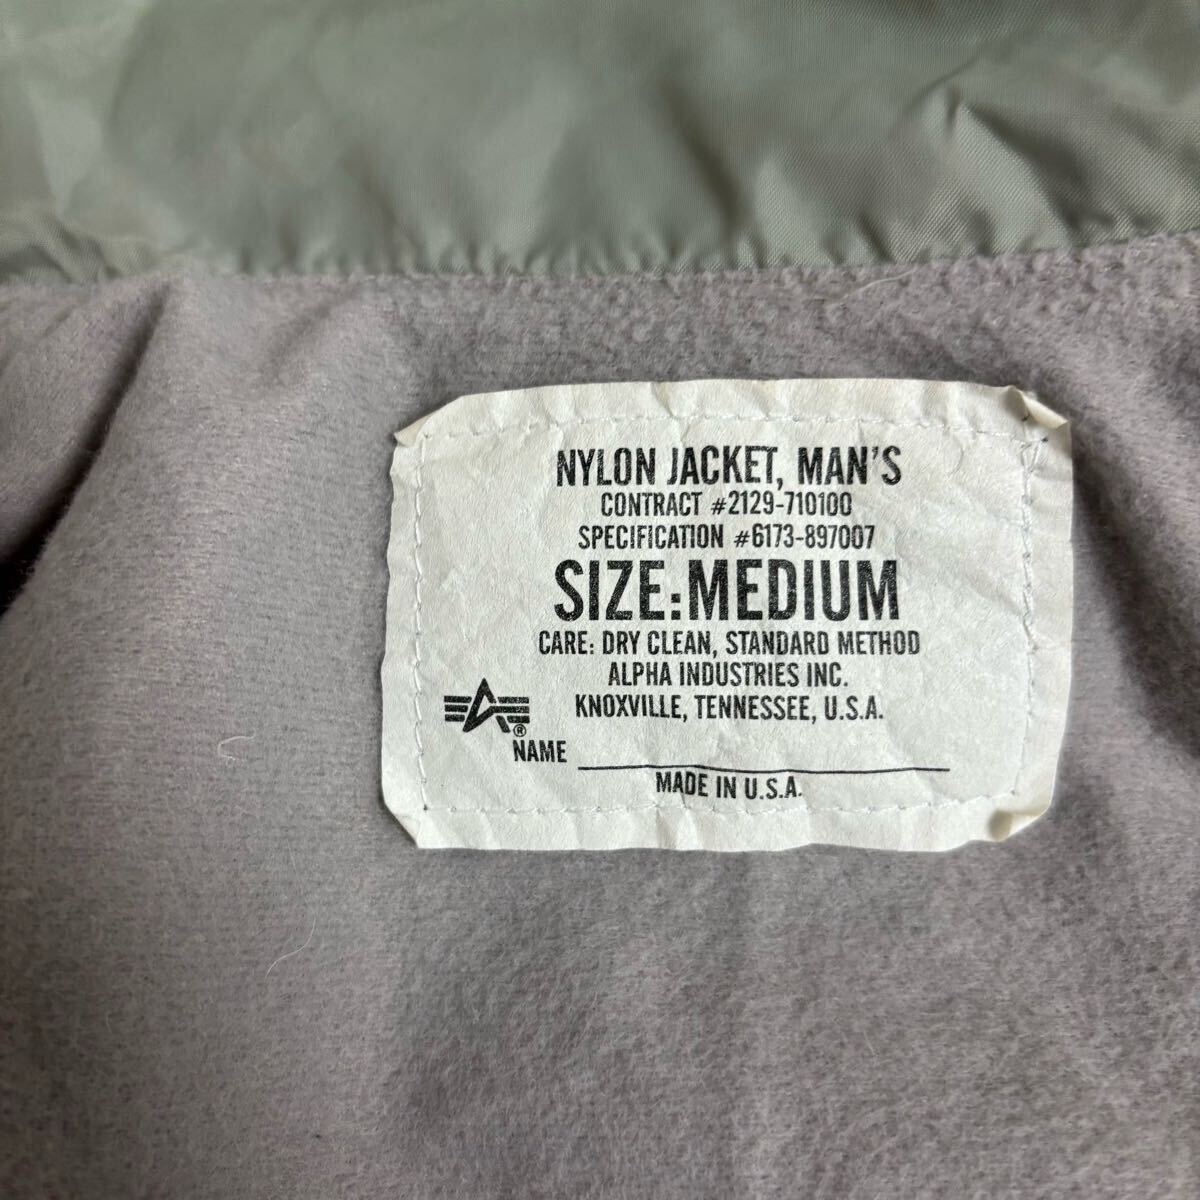 NYLON JACKET, MAN'S
CONTRACT #2129-710100
SPECIFICATION #6173-897007
SIZE:MEDIUM
CARE: DRY CLEAN, STANDARD METHOD
ALPHA INDUSTRIES INC.
KNOXVILLE, TENNESSEE, U.S.A.
®
NAME
MADE IN U.S.A.